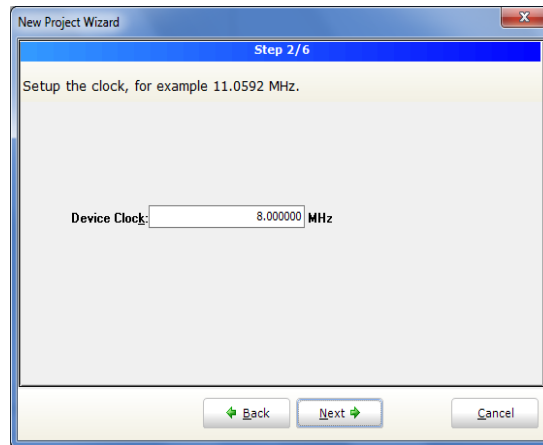 New Project Wizard
x
Step 2/6
Setup the clock, for example 11.0592 MHz.
Device Clock: 8.000000 MHz
Back Next Cancel